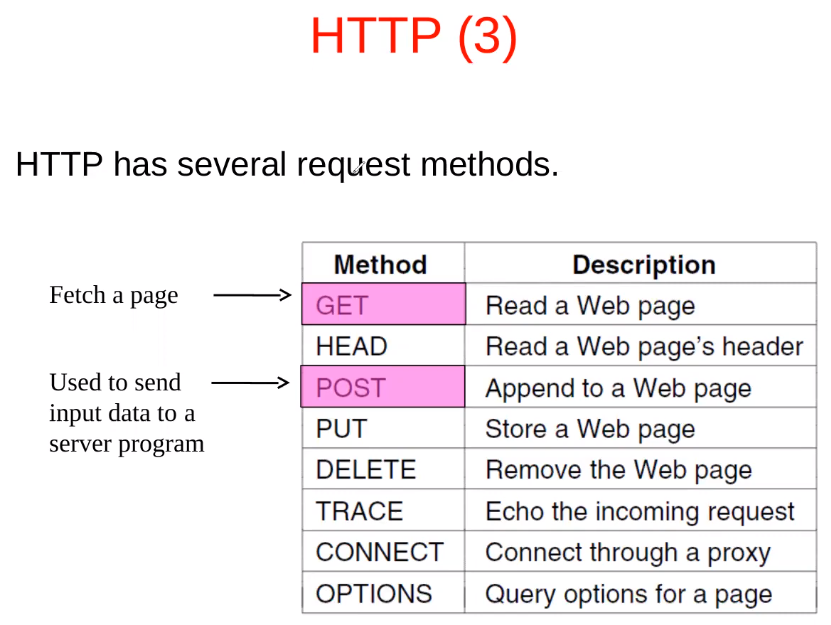 HTTP (3)
HTTP has several request methods.
Method Description
Fetch a page
GET Read a Web page
HEAD Read a Web page's header
Used to send
input data to a
server program
POST Append to a Web page
PUT Store a Web page
DELETE Remove the Web page
TRACE Echo the incoming request
CONNECT Connect through a proxy
OPTIONS Query options for a page